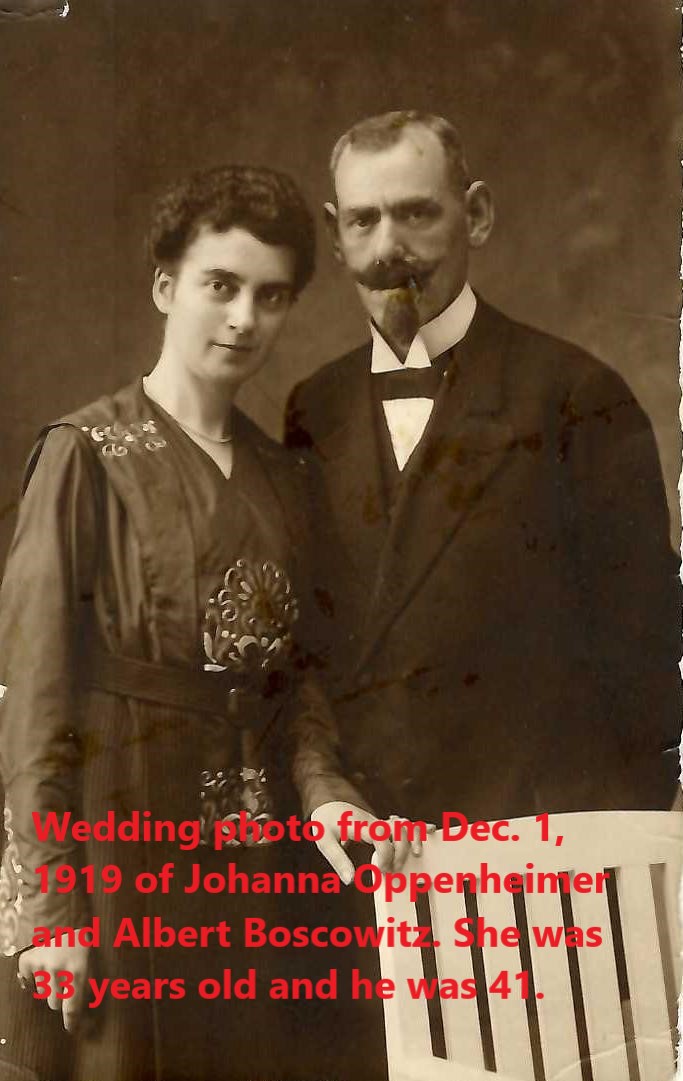 Wedding photo from Dec. 1,
1919 of Johanna Oppenheimer
and Albert Boscowitz. She was
33 years old and he was 41.